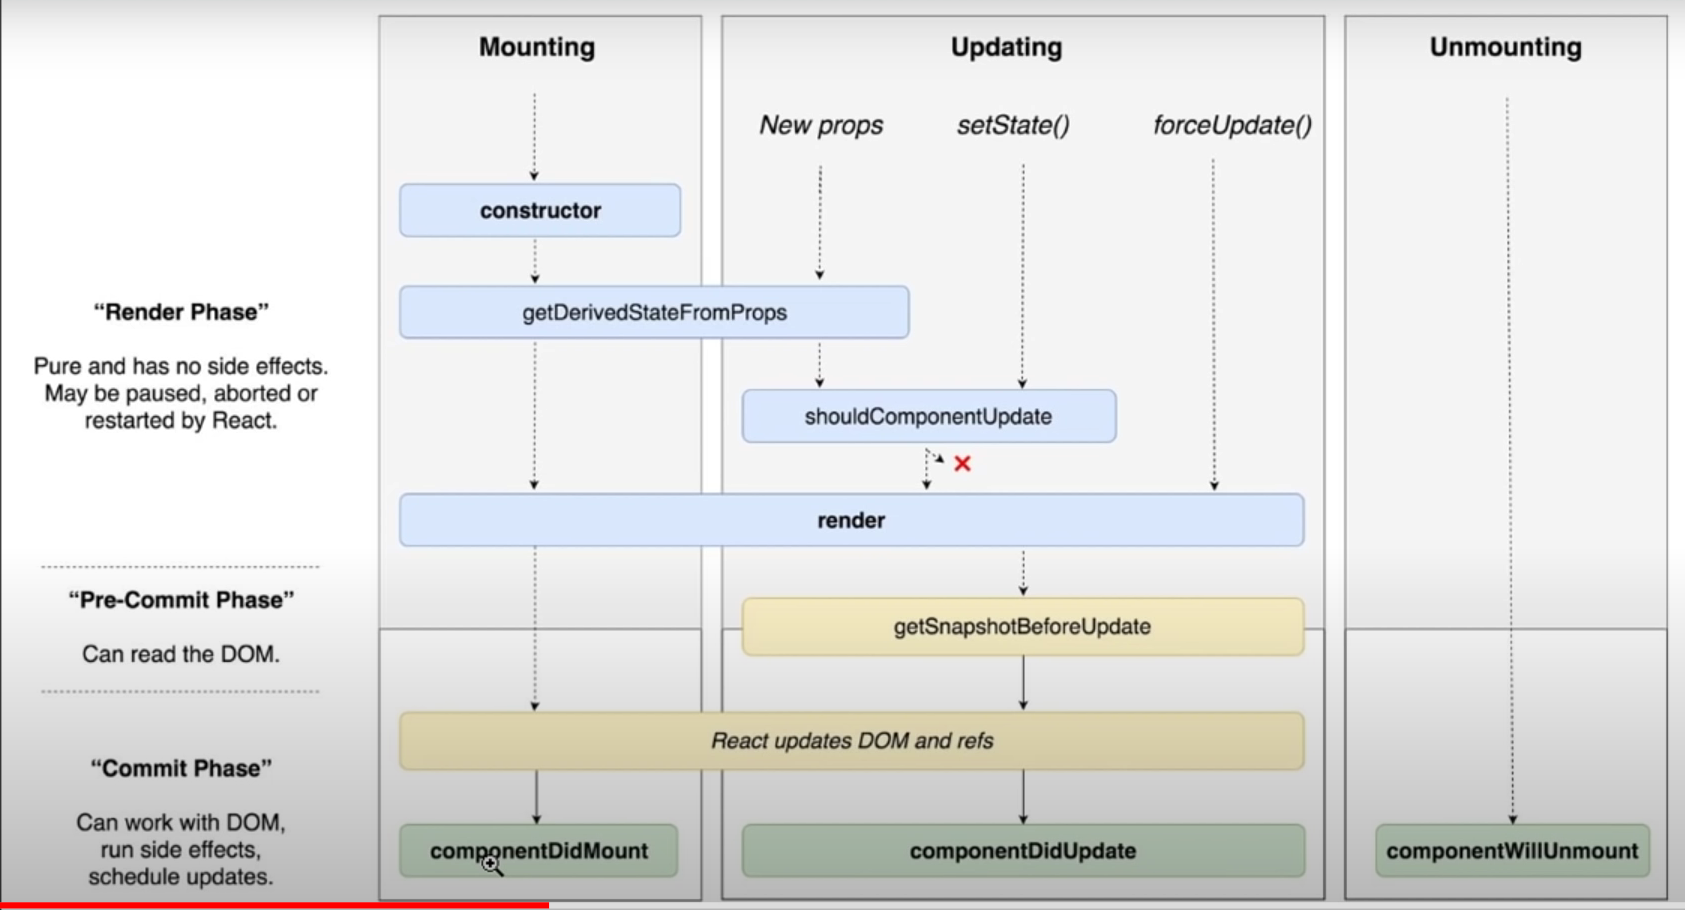 Mounting
Updating
Unmounting
New props
setState()
forceUpdate()
constructor
“Render Phase”
getDerivedStateFromProps
Pure and has no side effects.
May be paused, aborted or
restarted by React.
shouldComponentUpdate
render
“Pre-Commit Phase”
Can read the DOM.
getSnapshotBeforeUpdate
React updates DOM and refs
“Commit Phase”
Can work with DOM,
run side effects,
schedule updates.
componentDidMount
componentDidUpdate
componentWillUnmount